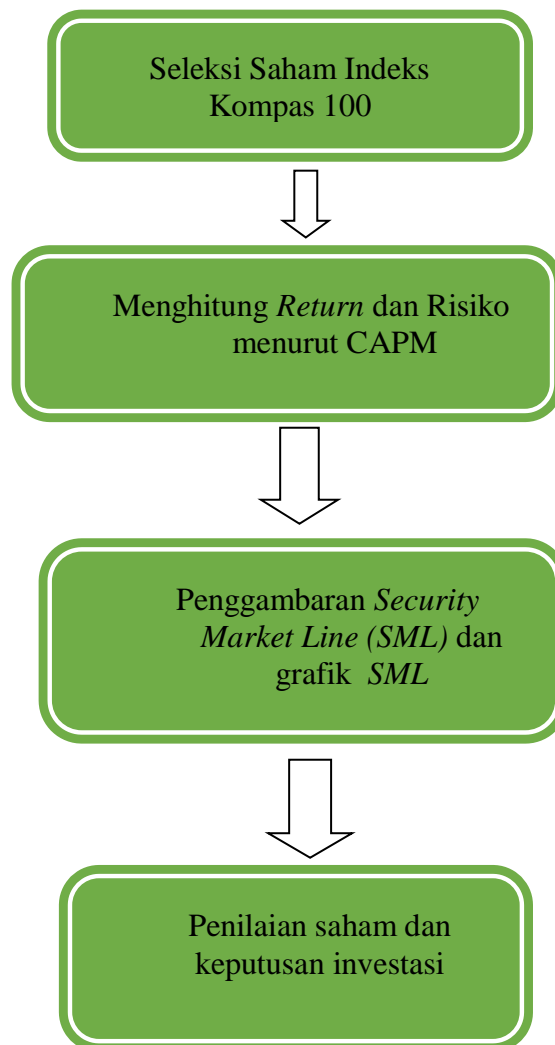 Seleksi Saham Indeks
Kompas 100
Menghitung Return dan Risiko
menurut CAPM
Penggambaran Security
Market Line (SML) dan
grafik SML
Penilaian saham dan
keputusan investasi